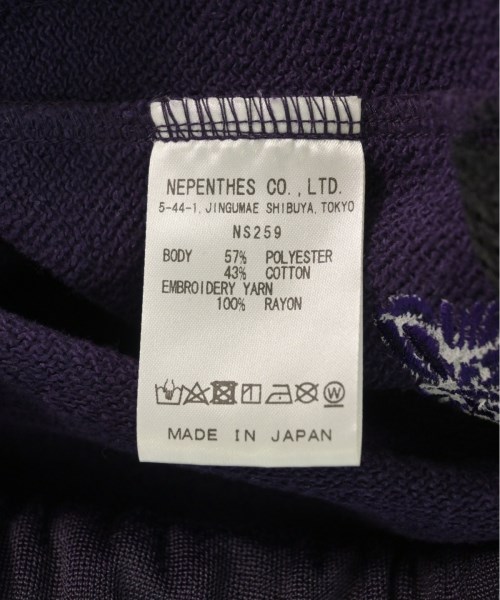 NEPENTHES CO.,LTD.
5-44-1, JINGUMAE SHIBUYA, TOKYO
NS259
BODY 57% POLYESTER
43% COTTON
EMBROIDERY YARN
100% RAYON
MADE IN JAPAN